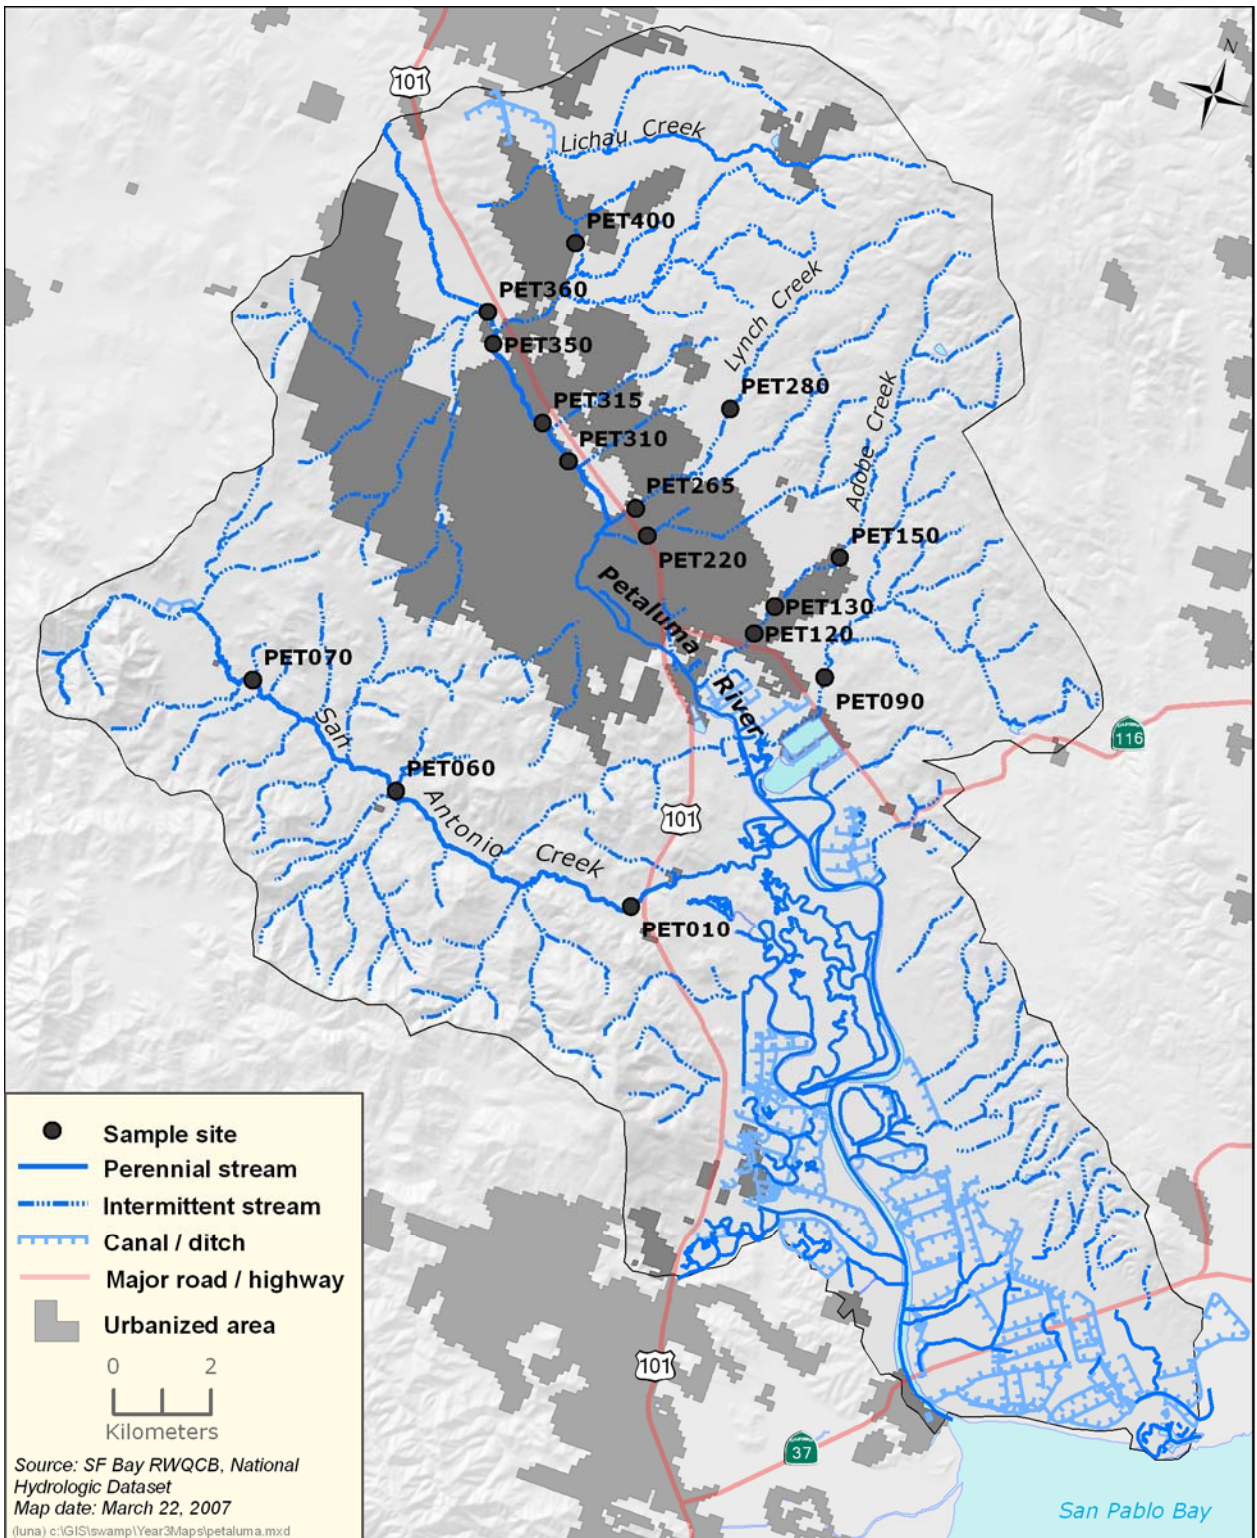 N
101
Lichau Creek
PET400
Lynch Creek
PET360
PET350
PET280
Adobe Creek
PET315
PET310
PET265
PET150
PET220
Petaluma River
PET130
PET120
PET070
PET090
San Antonio Creek
116
PET060
101
PET010
Sample site
Perennial stream
Intermittent stream
Canal / ditch
Major road / highway
Urbanized area
0 2
Kilometers
Source: SF Bay RWQCB, National
Hydrologic Dataset
Map date: March 22, 2007
(luna) c:\GIS\swamp\Year3Maps\petaluma.mxd
101
37
San Pablo Bay